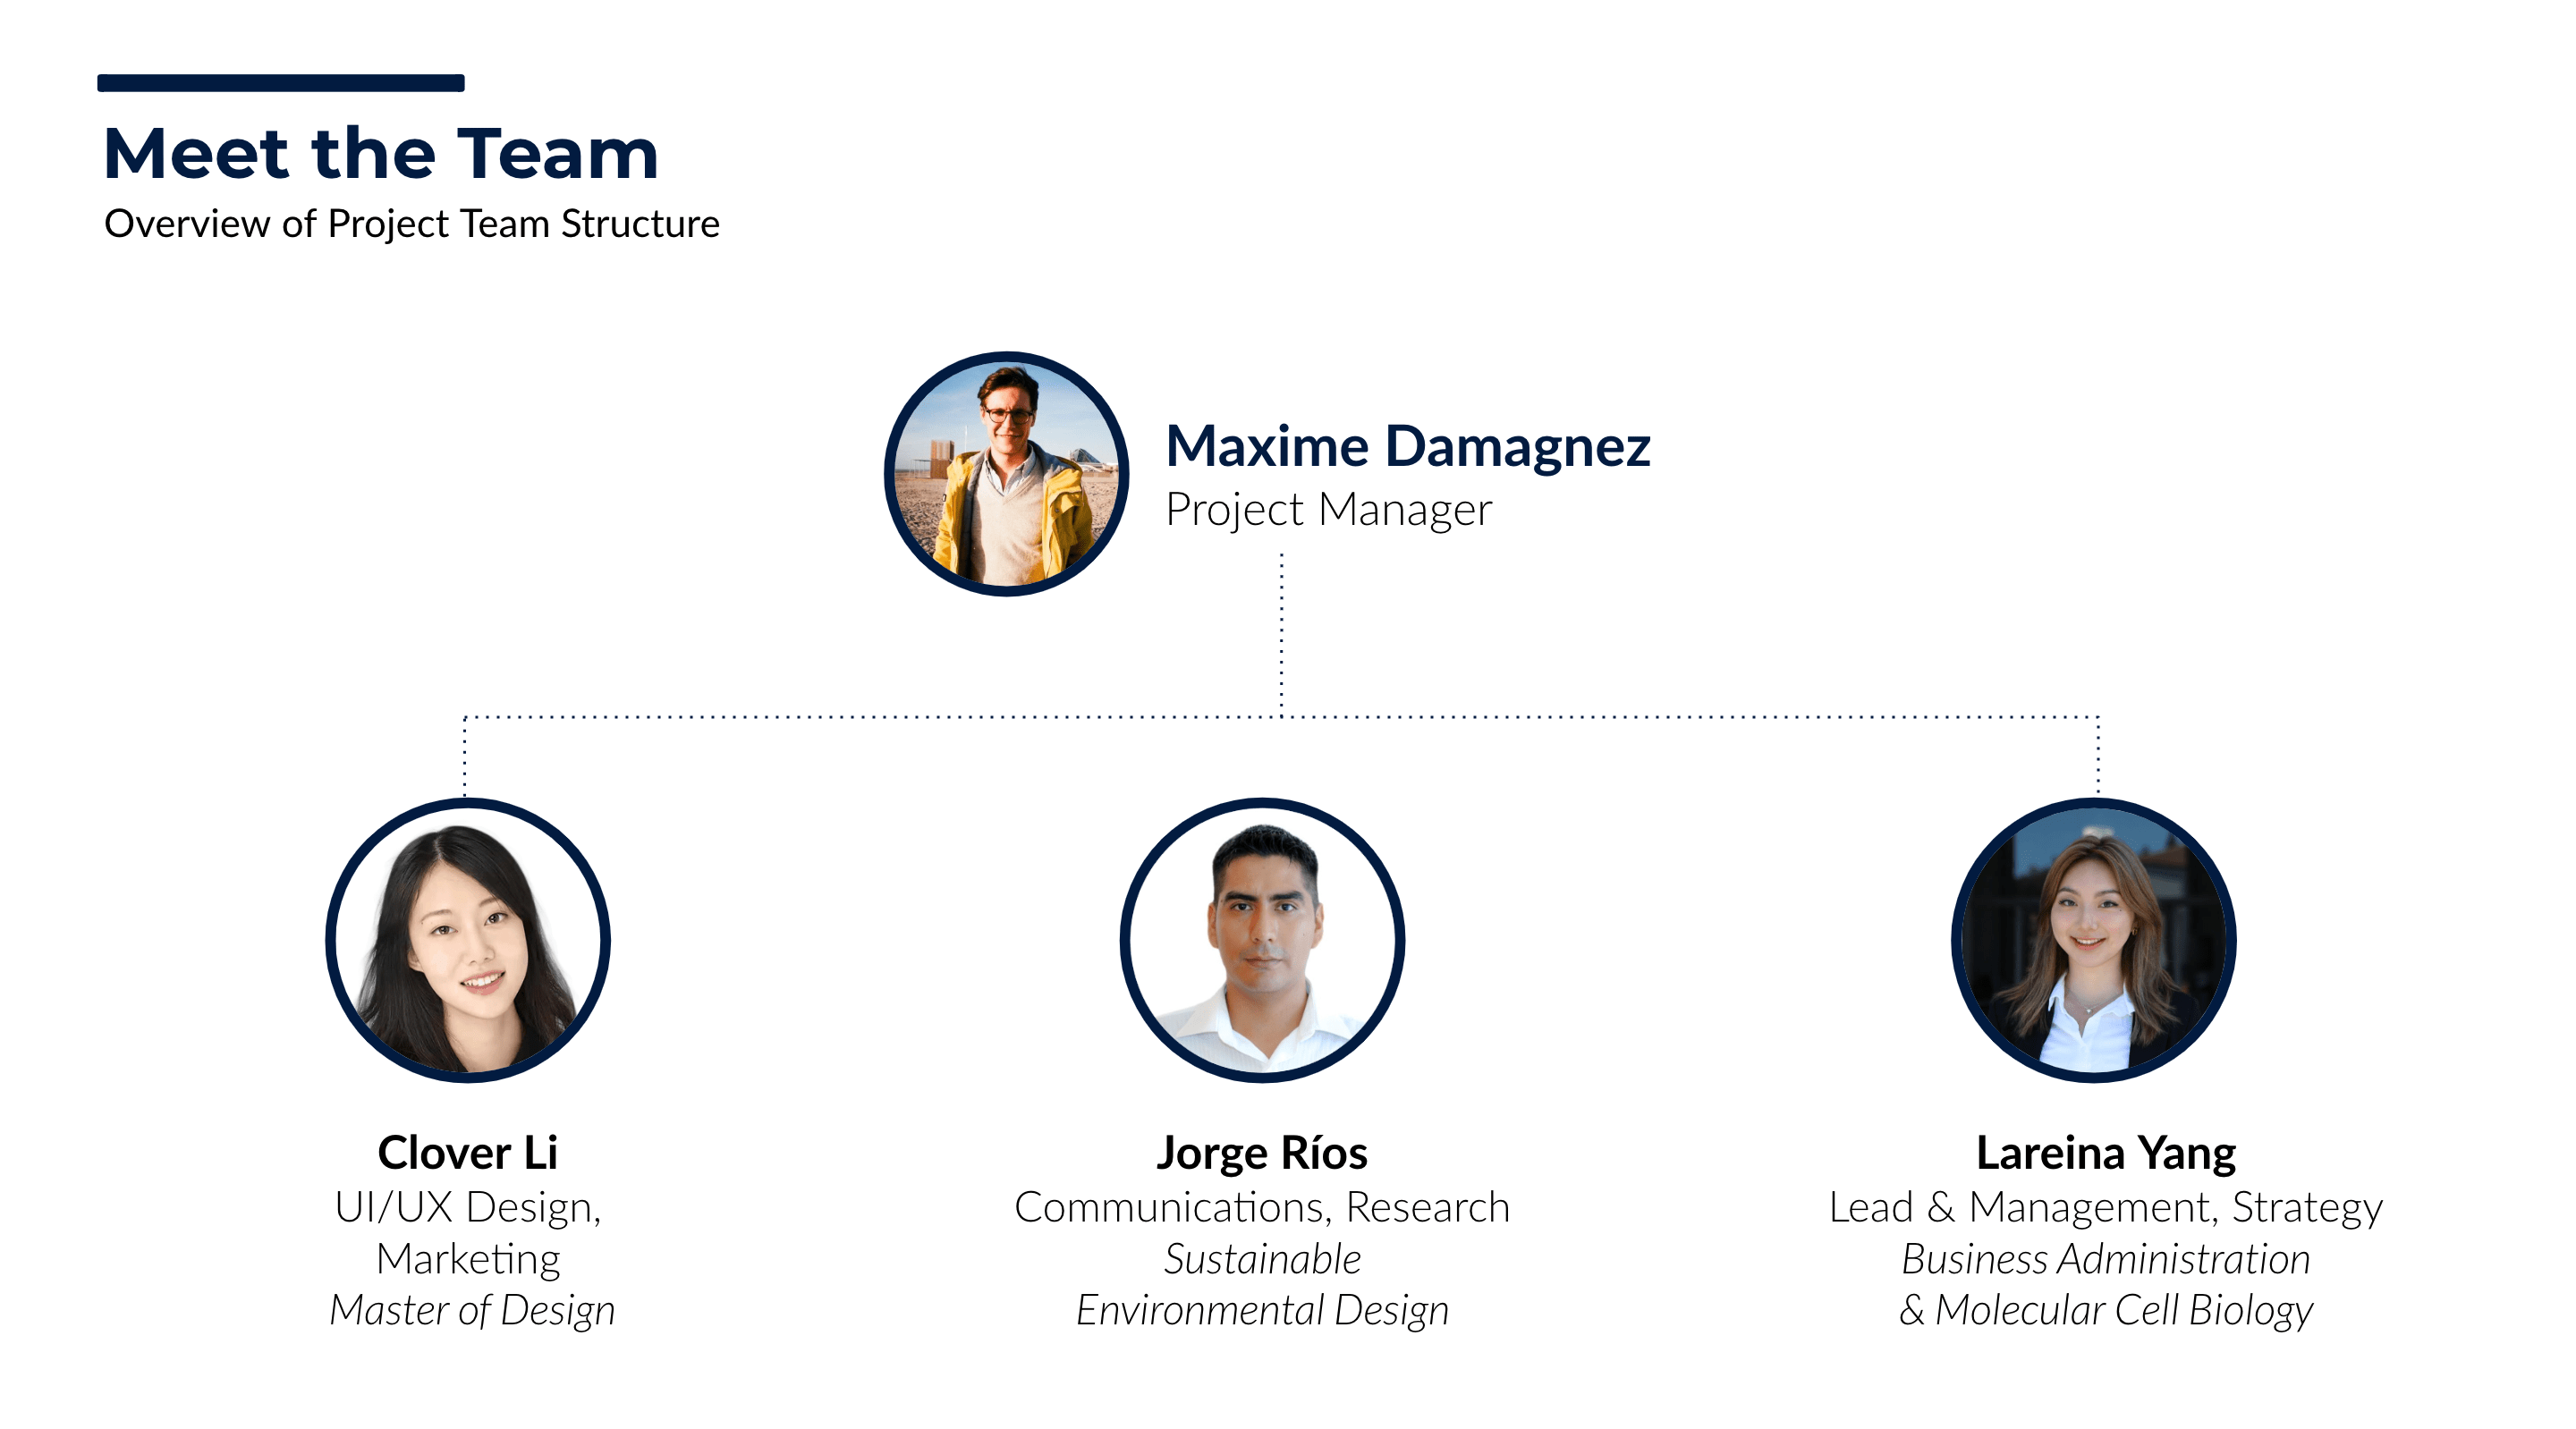 Meet the Team
Overview of Project Team Structure
Maxime Damagnez
Project Manager
Clover Li
UI/UX Design,
Marketing
Master of Design
Jorge Ríos
Communications, Research
Sustainable
Environmental Design
Lareina Yang
Lead & Management, Strategy
Business Administration
& Molecular Cell Biology